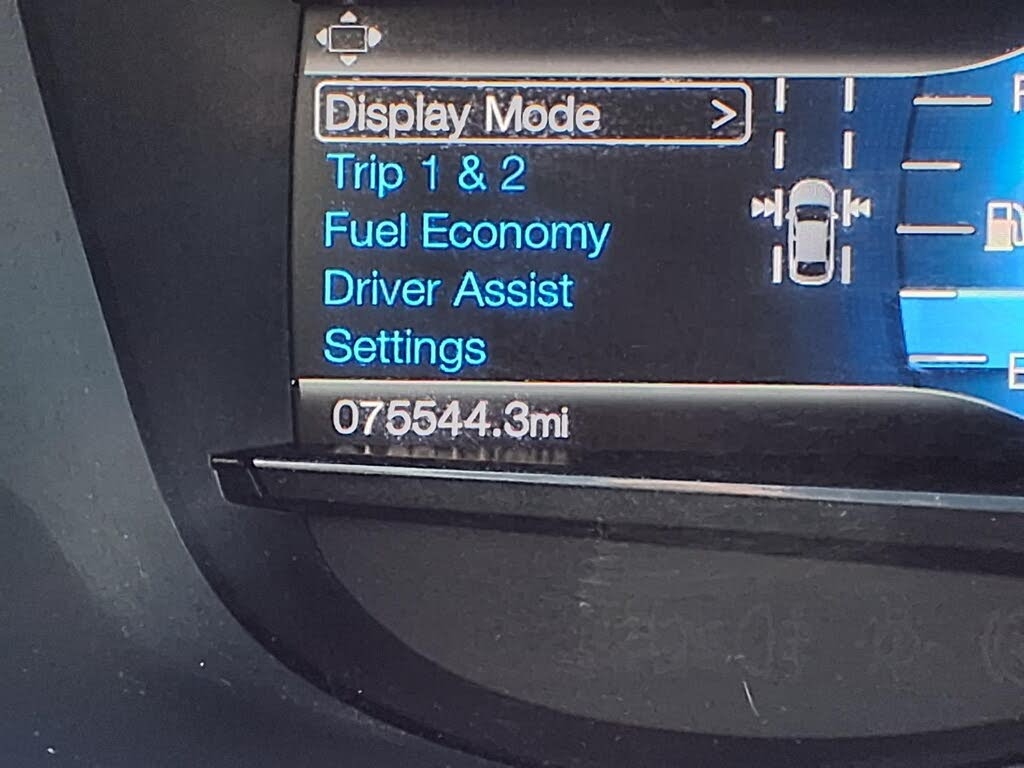 Display Mode >
Trip 1 & 2
Fuel Economy
Driver Assist
Settings
075544.3mi